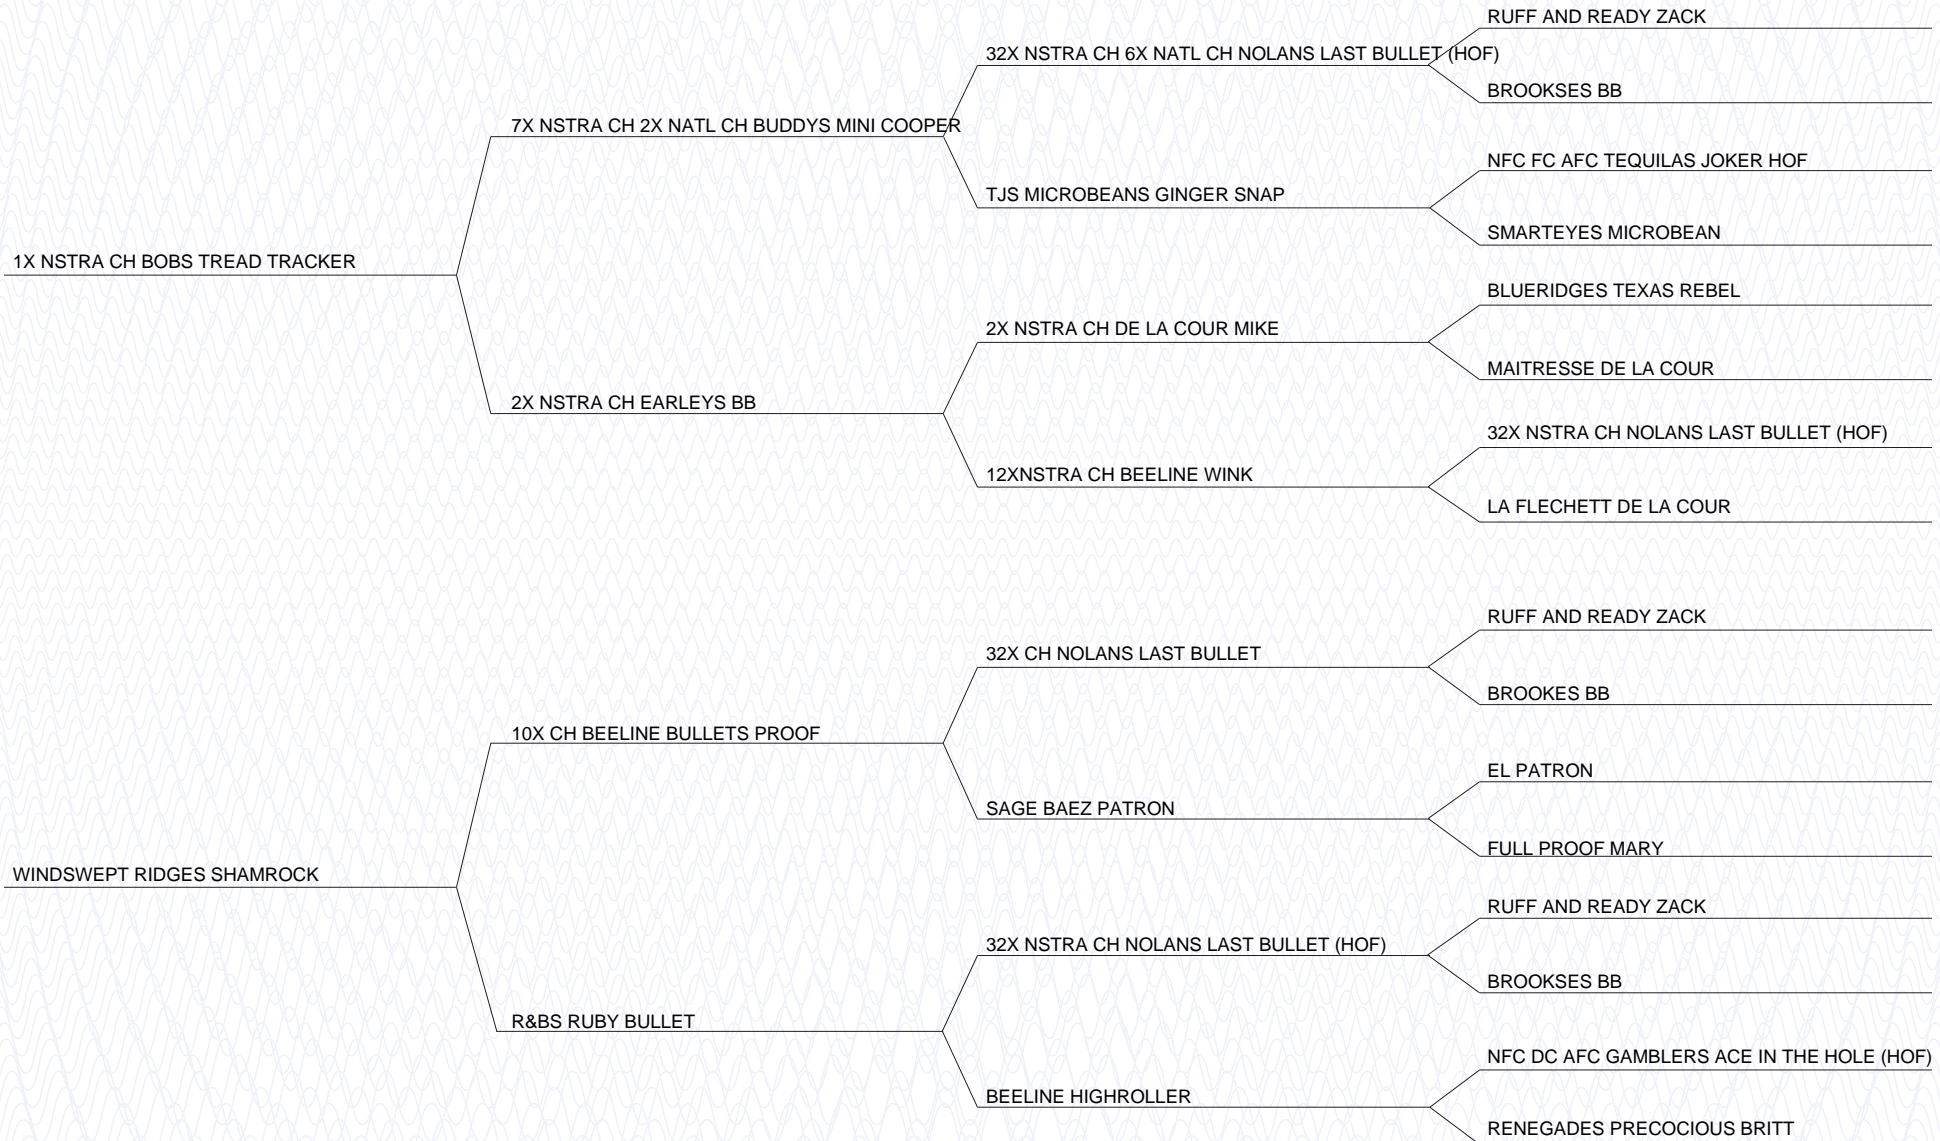 RUFF AND READY ZACK
32X NSTRA CH 6X NATL CH NOLANS LAST BULLET (HOF)
BROOKSES BB
7X NSTRA CH 2X NATL CH BUDDYS MINI COOPER
NFC FC AFC TEQUILAS JOKER HOF
TJS MICROBEANS GINGER SNAP
SMARTEYES MICROBEAN
1X NSTRA CH BOBS TREAD TRACKER
BLUERIDGES TEXAS REBEL
2X NSTRA CH DE LA COUR MIKE
MAITRESSE DE LA COUR
2X NSTRA CH EARLEYS BB
32X NSTRA CH NOLANS LAST BULLET (HOF)
12XNSTRA CH BEELINE WINK
LA FLECHETT DE LA COUR
RUFF AND READY ZACK
32X CH NOLANS LAST BULLET
BROOKES BB
10X CH BEELINE BULLETS PROOF
EL PATRON
SAGE BAEZ PATRON
FULL PROOF MARY
WINDSWEPT RIDGES SHAMROCK
RUFF AND READY ZACK
32X NSTRA CH NOLANS LAST BULLET (HOF)
BROOKSES BB
R&BS RUBY BULLET
NFC DC AFC GAMBLERS ACE IN THE HOLE (HOF)
BEELINE HIGHROLLER
RENEGADES PRECOCIOUS BRITT